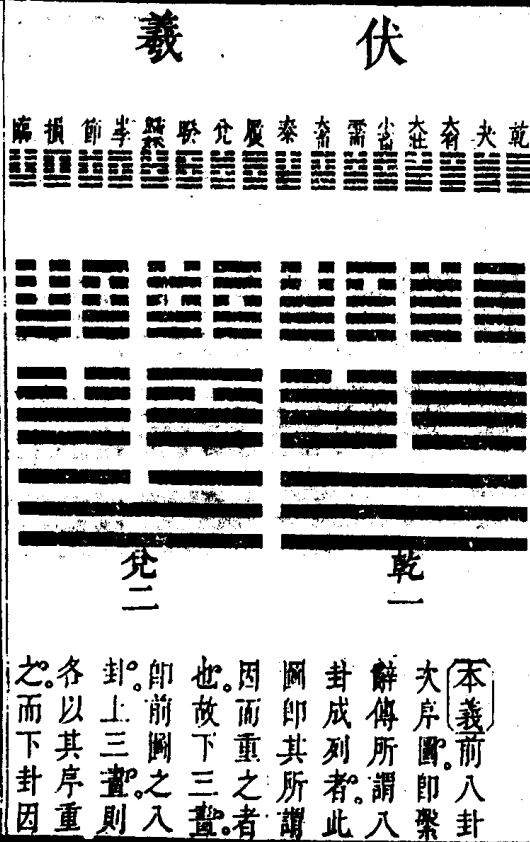 伏羲
乾 夬 大有 大壯 小畜 需 大畜 泰 履 兌 睽 歸妹 中孚 節 損 臨
乾一
兌二
〔本義〕前八卦
次序圖。即繫
辭傳所謂八
卦成列者。此
圖即其所謂
因而重之者
也。故下三畫。
即前圖之八
卦。上三畫。則
各以其序重
之。而下卦因